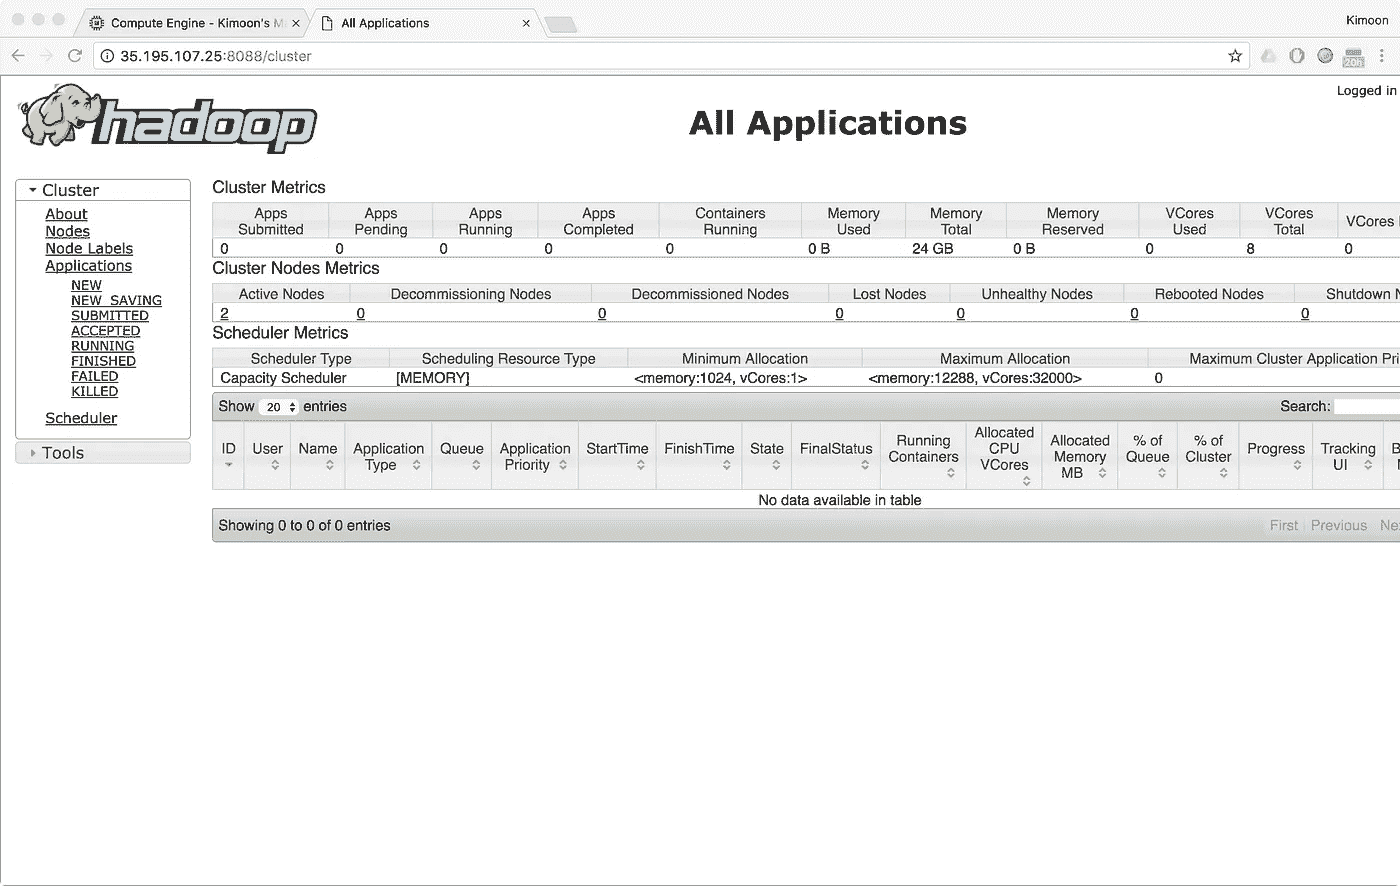 Compute Engine - Kimoon's M
All Applications
Kimoon
35.195.107.25:8088/cluster
20h
Logged in
hadoop
All Applications
Cluster
About
Nodes
Node Labels
Applications
NEW
NEW_SAVING
SUBMITTED
ACCEPTED
RUNNING
FINISHED
FAILED
KILLED
Scheduler
Tools
Cluster Metrics
Apps Submitted Apps Pending Apps Running Apps Completed Containers Running Memory Used Memory Total Memory Reserved VCores Used VCores Total VCores
0 0 0 0 0 0 B 24 GB 0 B 0 8 0
Cluster Nodes Metrics
Active Nodes Decommissioning Nodes Decommissioned Nodes Lost Nodes Unhealthy Nodes Rebooted Nodes Shutdown N
2 0 0 0 0 0 0
Scheduler Metrics
Scheduler Type Scheduling Resource Type Minimum Allocation Maximum Allocation Maximum Cluster Application Pri
Capacity Scheduler [MEMORY] <memory:1024, vCores:1> <memory:12288, vCores:32000> 0
Show 20 entries Search:
ID User Name Application Type Queue Application Priority StartTime FinishTime State FinalStatus Running Containers Allocated CPU VCores Allocated Memory MB % of Queue % of Cluster Progress Tracking UI B
No data available in table
Showing 0 to 0 of 0 entries First Previous Ne